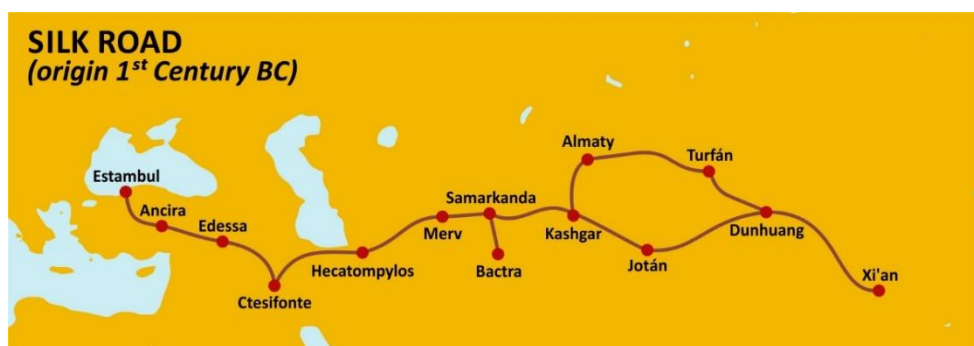 SILK ROAD
(origin 1st Century BC)
Estambul
Ancira
Edessa
Ctesifonte
Hecatompylos
Merv
Samarkanda
Bactra
Kashgar
Almaty
Turfán
Jotán
Dunhuang
Xi'an